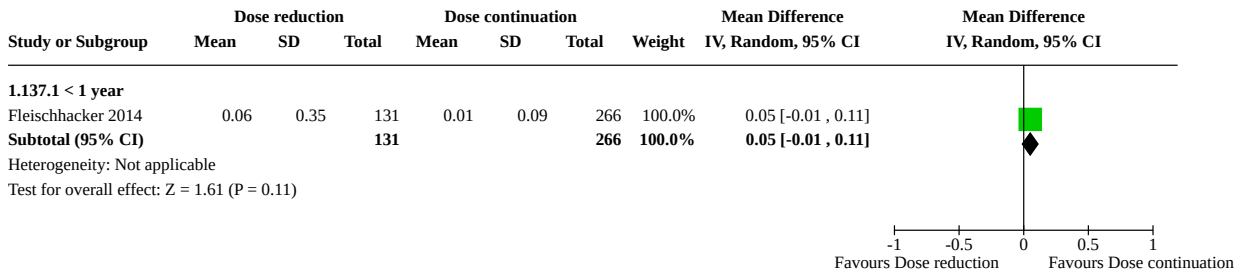 Dose reduction Dose continuation Mean Difference Mean Difference
Study or Subgroup Mean SD Total Mean SD Total Weight IV, Random, 95% CI IV, Random, 95% CI
1.137.1 < 1 year
Fleischhacker 2014 0.06 0.35 131 0.01 0.09 266 100.0% 0.05 [-0.01 , 0.11]
Subtotal (95% CI) 131 266 100.0% 0.05 [-0.01 , 0.11]
Heterogeneity: Not applicable
Test for overall effect: Z = 1.61 (P = 0.11)
-1 -0.5 0 0.5 1
Favours Dose reduction Favours Dose continuation